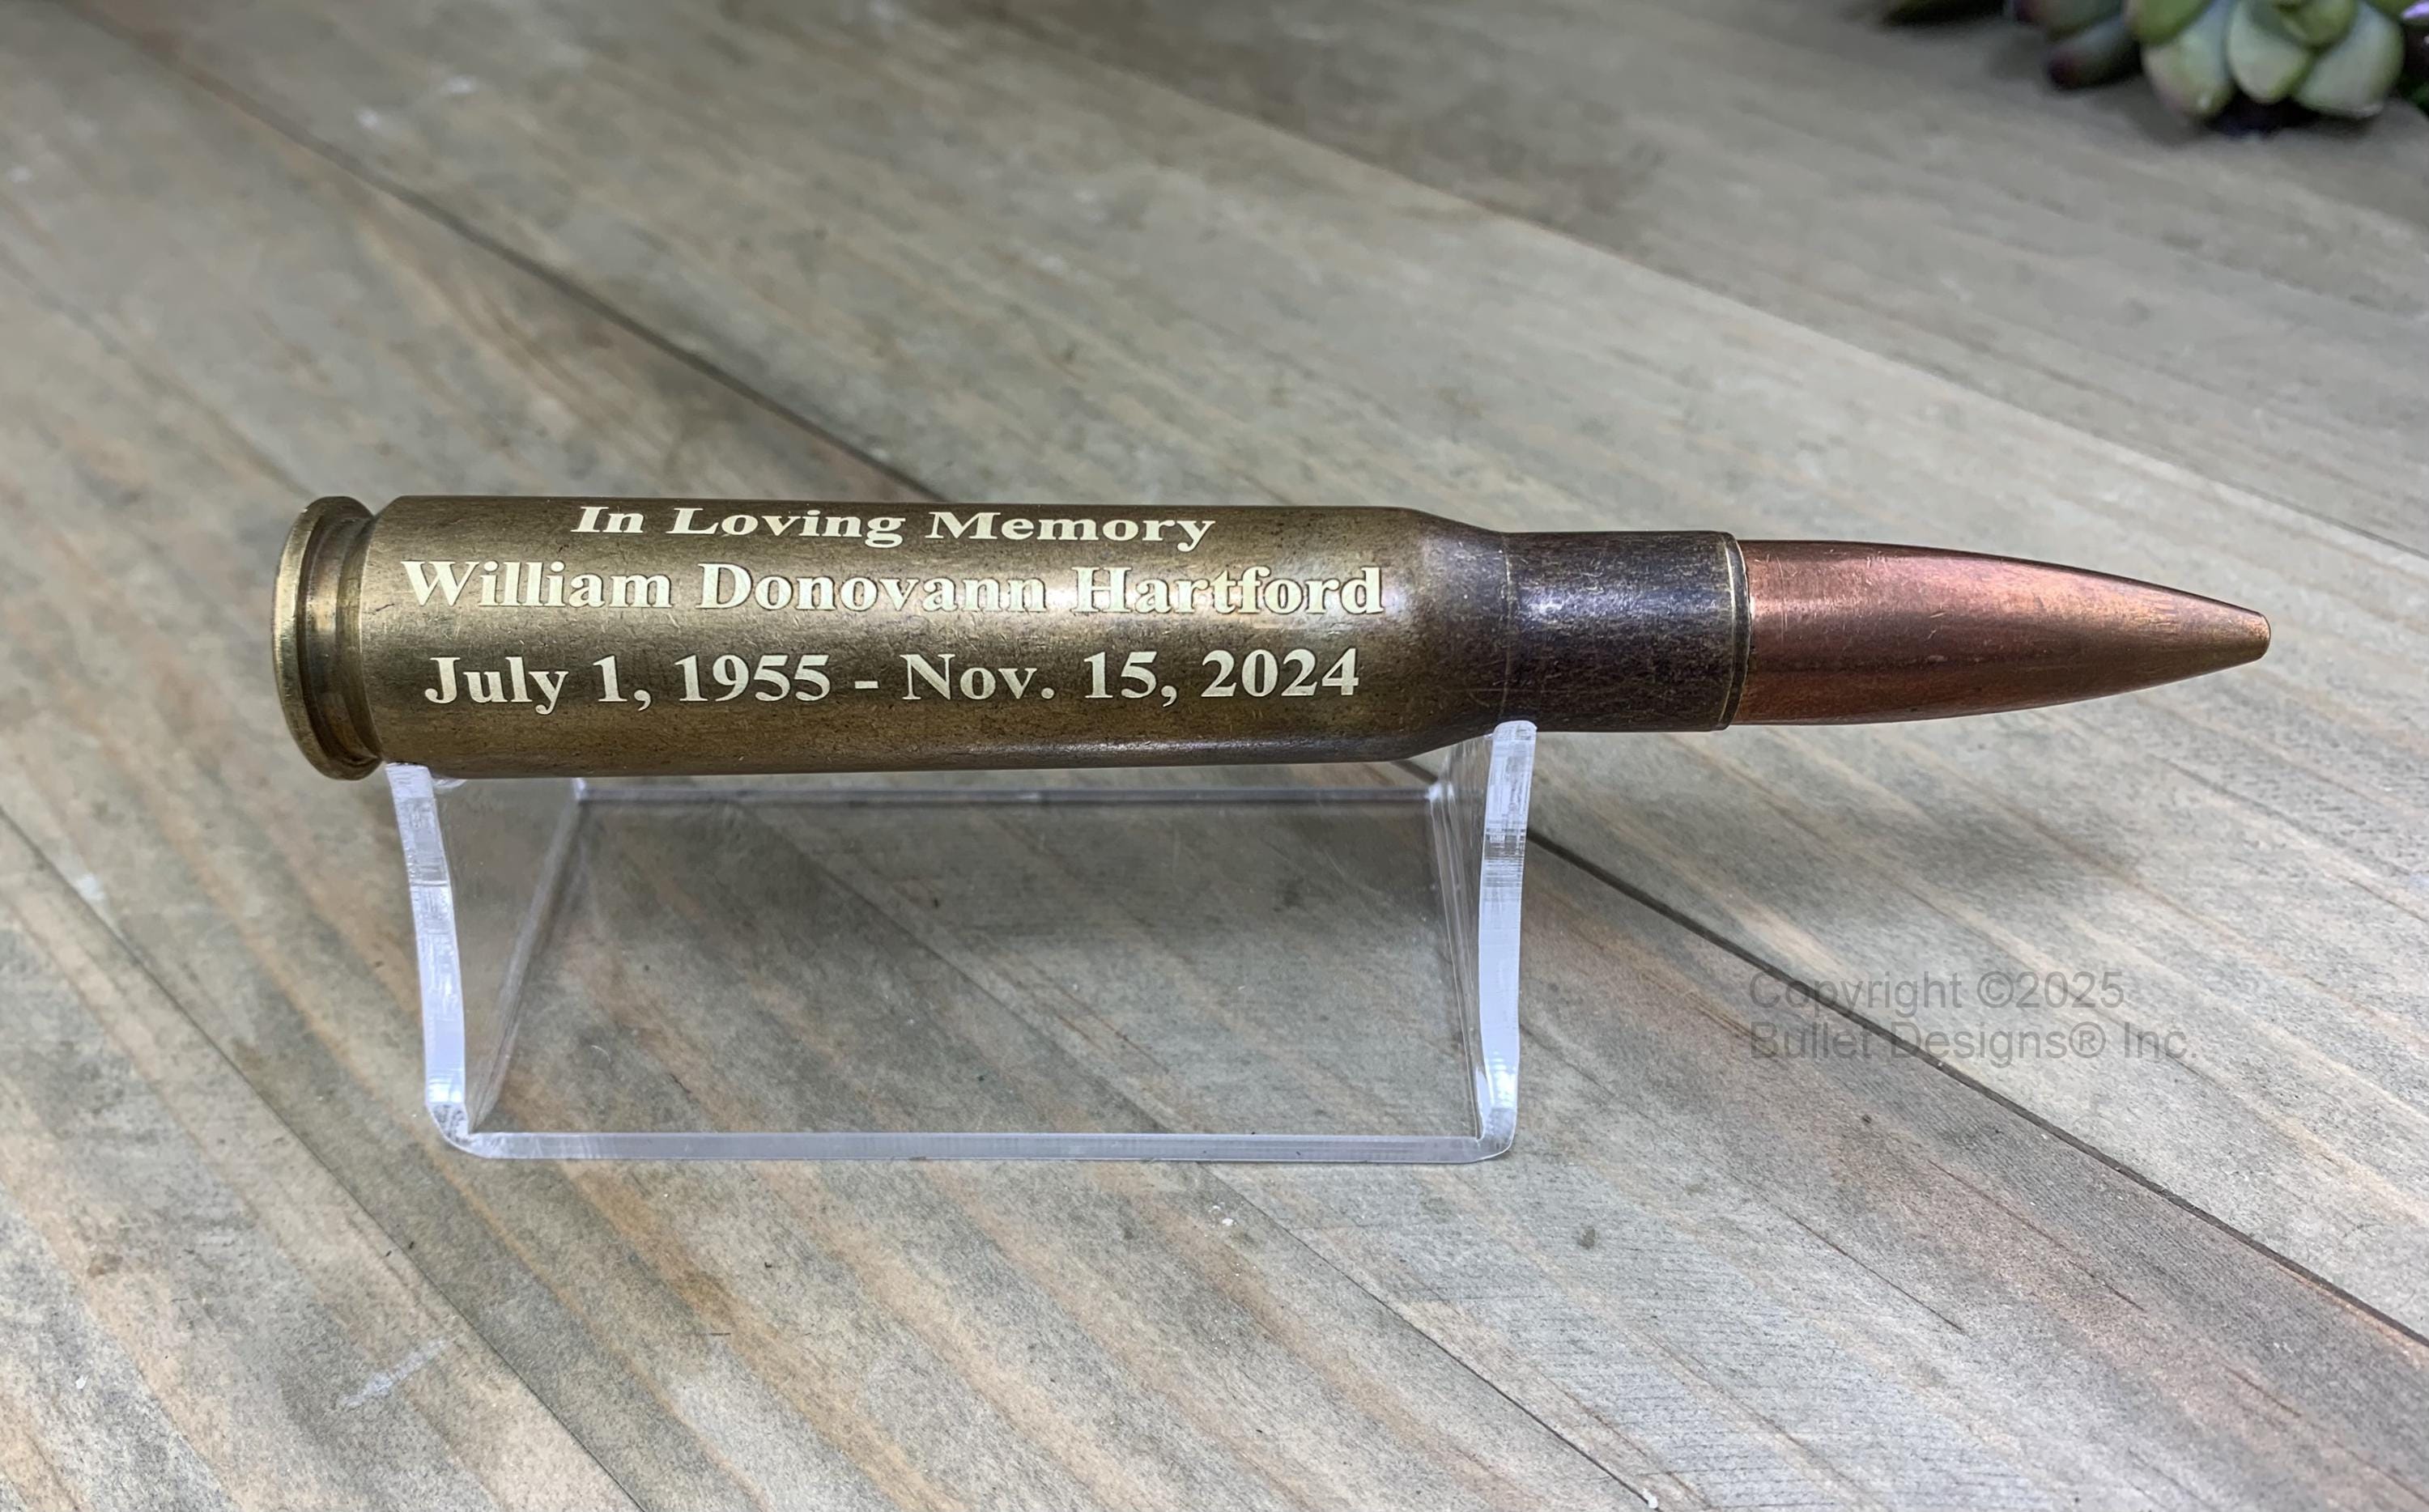 In Loving Memory
William Donovann Hartford
July 1, 1955 - Nov. 15, 2024
Copyright ©2025
Bullet Designs® Inc